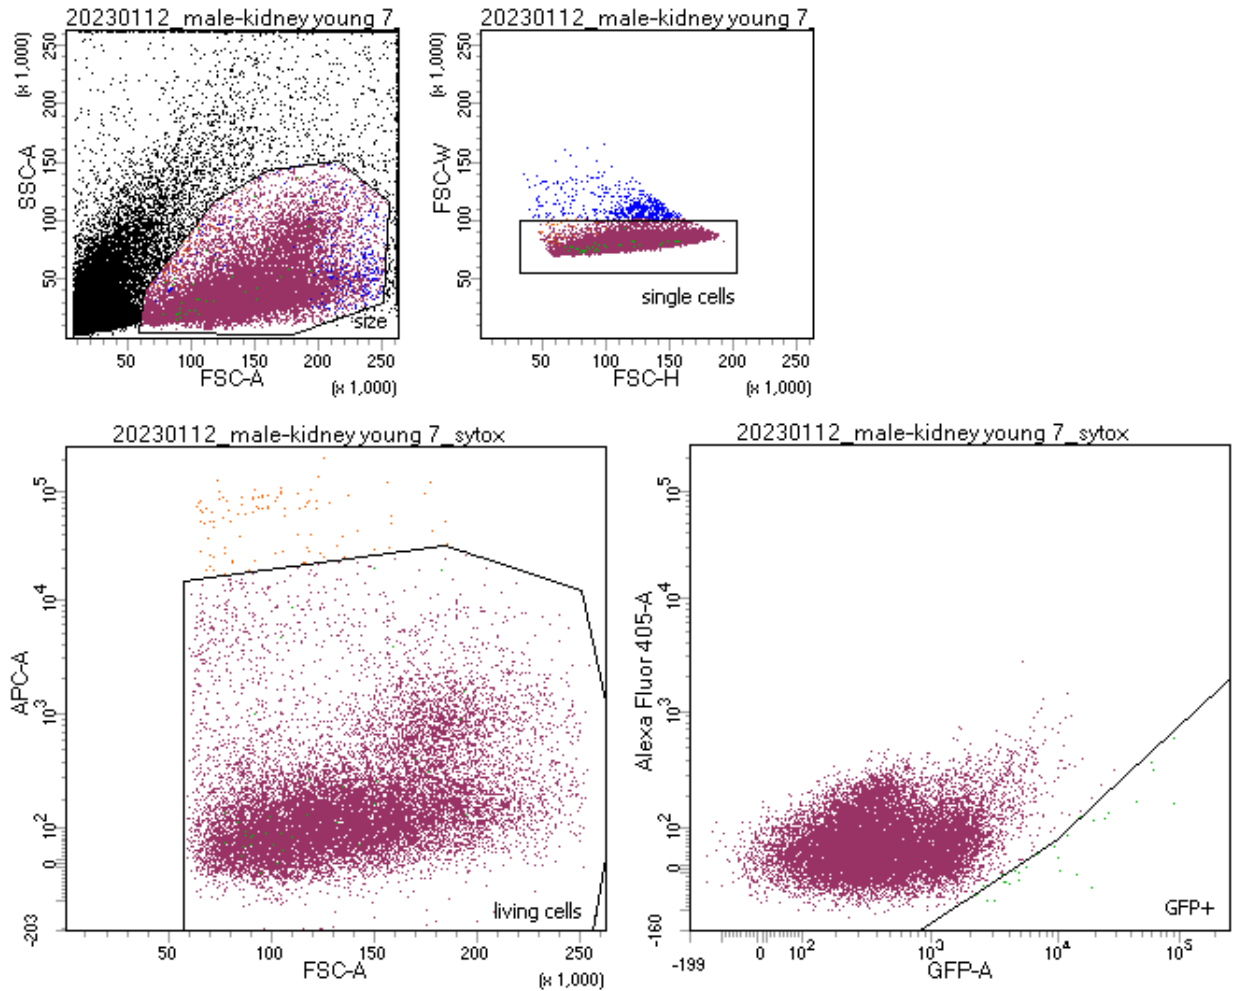 20230112_male-kidney young 7_
(x 1,000)
SSC-A
250
200
150
100
50
size
50 100 150 200 250
FSC-A
(x 1,000)
20230112_male-kidney young 7_
(x 1,000)
FSC-W
250
200
150
100
50
single cells
50 100 150 200 250
FSC-H
(x 1,000)
20230112_male-kidney young 7_sytox
APC-A
10^5
10^4
10^3
10^2
0
-203
living cells
50 100 150 200 250
FSC-A
(x 1,000)
20230112_male-kidney young 7_sytox
Alexa Fluor 405-A
10^5
10^4
10^3
10^2
0
-160
GFP+
-199 0 10^2 10^3 10^4 10^5
GFP-A